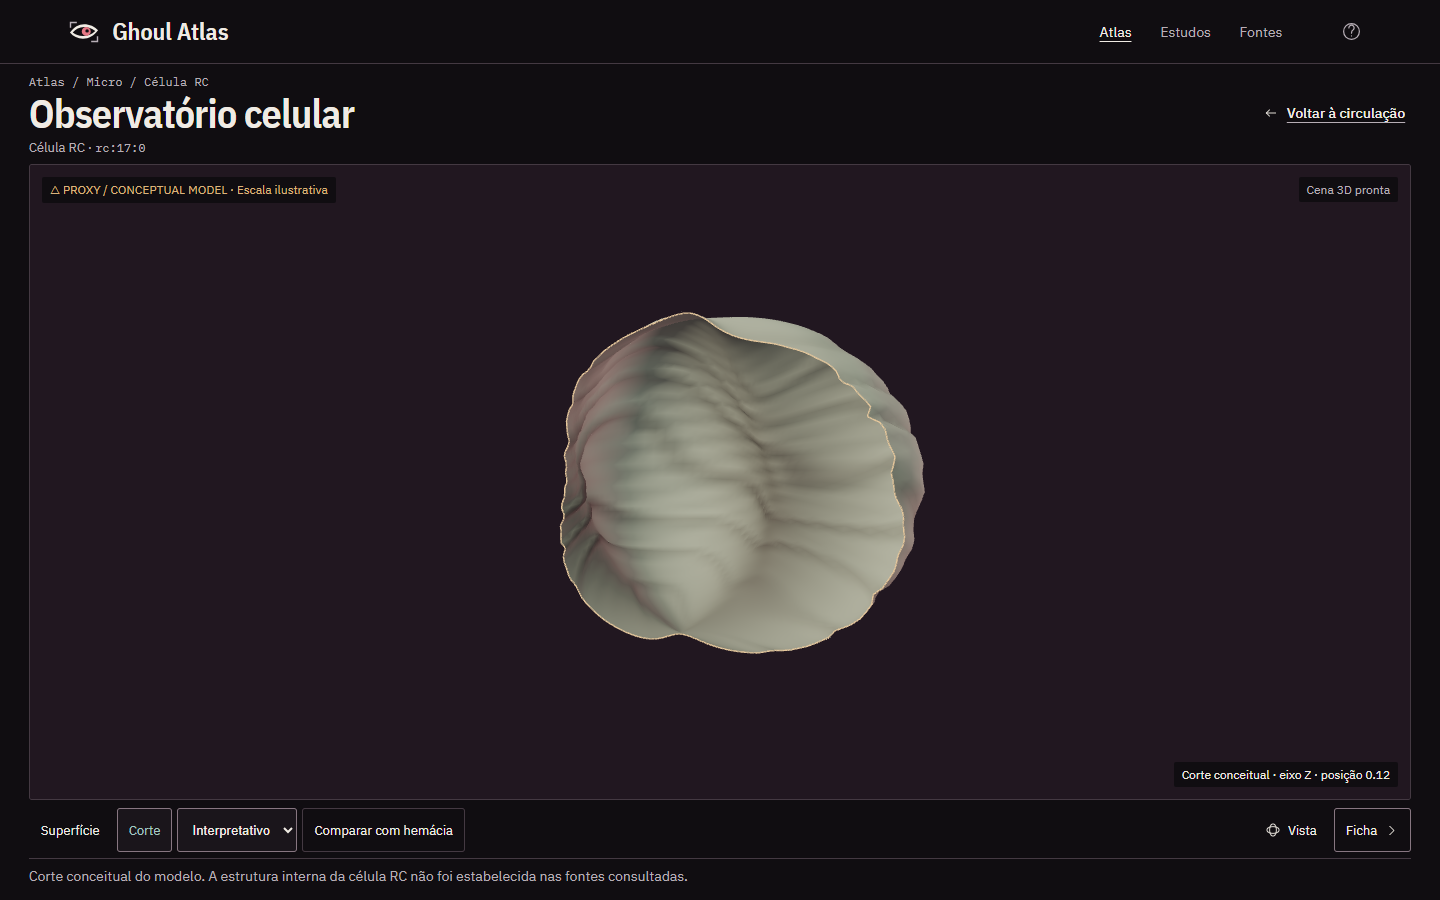 Ghoul Atlas
Atlas
Estudos
Fontes
?
Atlas / Micro / Célula RC
Observatório celular
← Voltar à circulação
Célula RC · rc:17:0
△ PROXY / CONCEPTUAL MODEL · Escala ilustrativa
Cena 3D pronta
Corte conceitual · eixo Z · posição 0.12
Superfície
Corte
Interpretativo
Comparar com hemácia
Vista
Ficha
Corte conceitual do modelo. A estrutura interna da célula RC não foi estabelecida nas fontes consultadas.